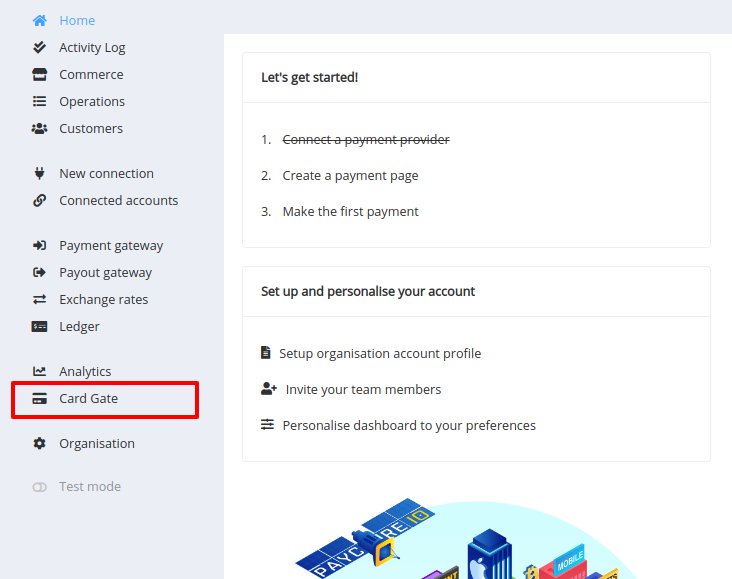 Home
Activity Log
Commerce
Operations
Customers
New connection
Connected accounts
Payment gateway
Payout gateway
Exchange rates
Ledger
Analytics
Card Gate
Organisation
Test mode
Let's get started!
1. Connect a payment provider
2. Create a payment page
3. Make the first payment
Set up and personalise your account
Setup organisation account profile
Invite your team members
Personalise dashboard to your preferences
MOBILE